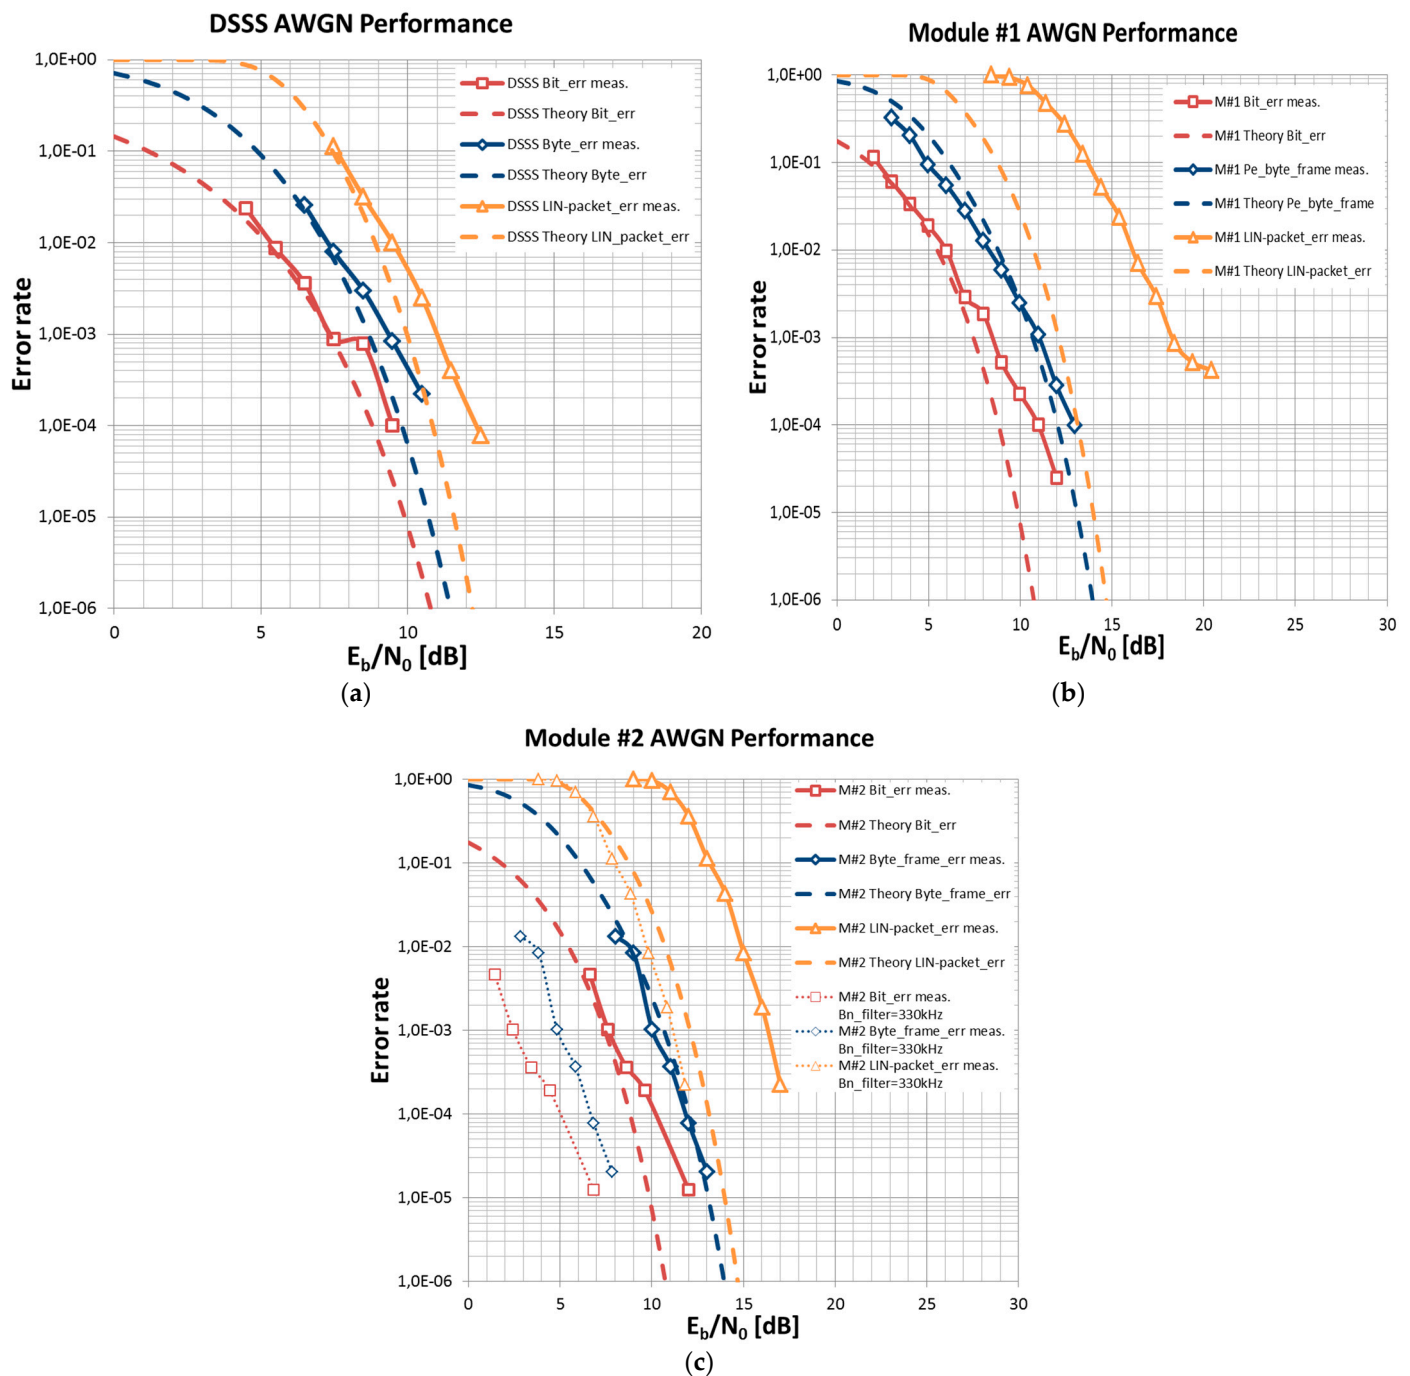 DSSS AWGN Performance
1,0E+00
1,0E-01
1,0E-02
1,0E-03
1,0E-04
1,0E-05
1,0E-06
Error rate
DSSS Bit_err meas.
DSSS Theory Bit_err
DSSS Byte_err meas.
DSSS Theory Byte_err
DSSS LIN-packet_err meas.
DSSS Theory LIN_packet_err
0 5 10 15 20
E_b/N_0 [dB]
(a)
Module #1 AWGN Performance
1,0E+00
1,0E-01
1,0E-02
1,0E-03
1,0E-04
1,0E-05
1,0E-06
Error rate
M#1 Bit_err meas.
M#1 Theory Bit_err
M#1 Pe_byte_frame meas.
M#1 Theory Pe_byte_frame
M#1 LIN-packet_err meas.
M#1 Theory LIN-packet_err
0 5 10 15 20 25 30
E_b/N_0 [dB]
(b)
Module #2 AWGN Performance
1,0E+00
1,0E-01
1,0E-02
1,0E-03
1,0E-04
1,0E-05
1,0E-06
Error rate
M#2 Bit_err meas.
M#2 Theory Bit_err
M#2 Byte_frame_err meas.
M#2 Theory Byte_frame_err
M#2 LIN-packet_err meas.
M#2 Theory LIN-packet_err
M#2 Bit_err meas.
Bn_filter=330kHz
M#2 Byte_frame_err meas.
Bn_filter=330kHz
M#2 LIN-packet_err meas.
Bn_filter=330kHz
0 5 10 15 20 25 30
E_b/N_0 [dB]
(c)